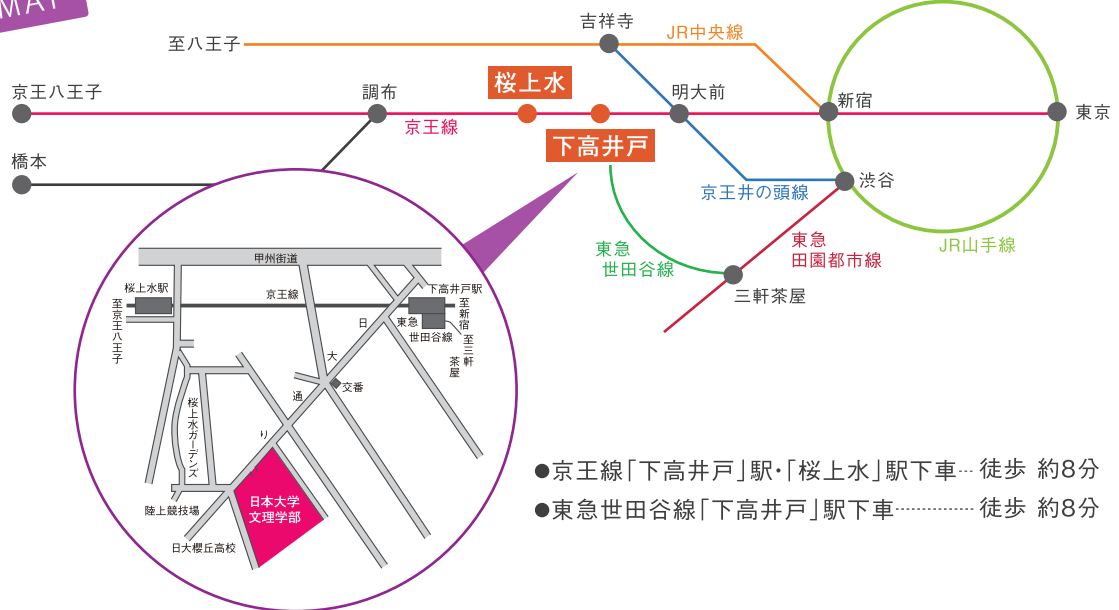 MAP
吉祥寺
至八王子
JR中央線
京王八王子
調布
桜上水
明大前
新宿
東京
京王線
下高井戸
橋本
渋谷
京王井の頭線
東急
世田谷線
東急
田園都市線
JR山手線
三軒茶屋
甲州街道
桜上水駅
京王線
下高井戸駅
至京王八王子
至新宿
東急
世田谷線
至三軒
茶屋
日
大
通
り
交番
桜上水ガーデンズ
日本大学
文理学部
陸上競技場
日大櫻丘高校
●京王線「下高井戸」駅・「桜上水」駅下車… 徒歩 約8分
●東急世田谷線「下高井戸」駅下車………… 徒歩 約8分